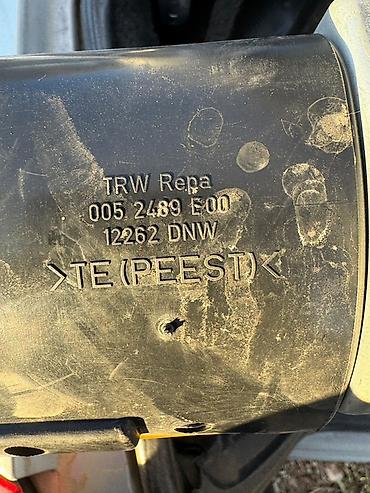 TRW Repa
005 2489 E00
12262 DNW
>TE(PEEST)<